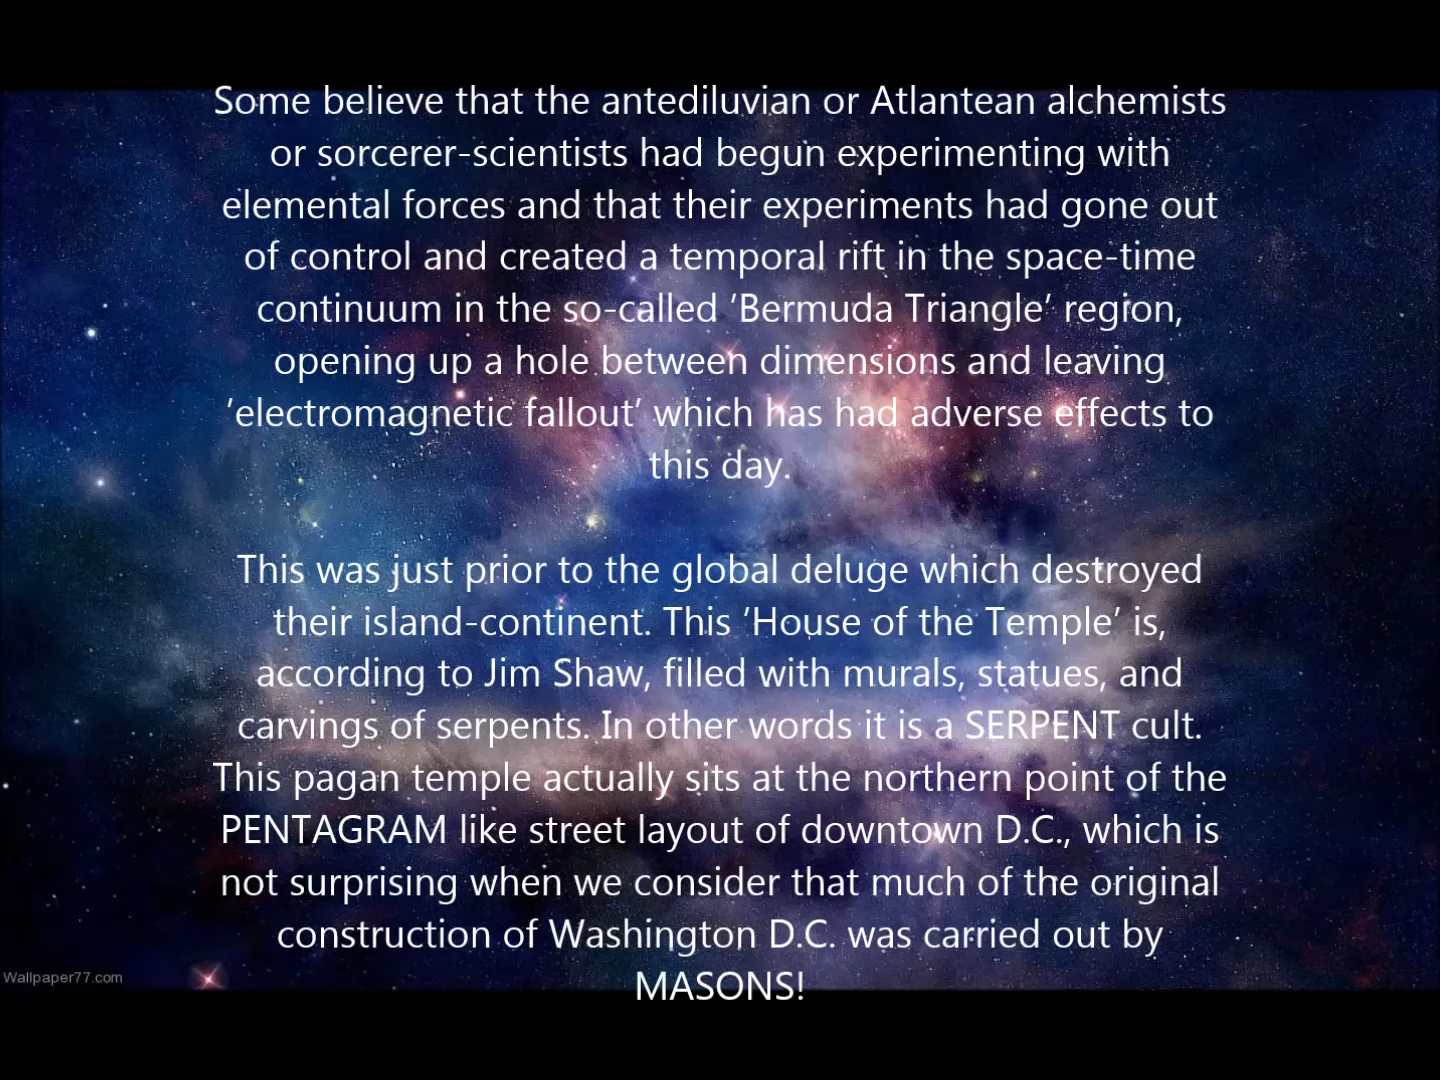 Some believe that the antediluvian or Atlantean alchemists
or sorcerer-scientists had begun experimenting with
elemental forces and that their experiments had gone out
of control and created a temporal rift in the space-time
continuum in the so-called ’Bermuda Triangle’ region,
opening up a hole between dimensions and leaving
’electromagnetic fallout’ which has had adverse effects to
this day.
This was just prior to the global deluge which destroyed
their island-continent. This ’House of the Temple’ is,
according to Jim Shaw, filled with murals, statues, and
carvings of serpents. In other words it is a SERPENT cult.
This pagan temple actually sits at the northern point of the
PENTAGRAM like street layout of downtown D.C., which is
not surprising when we consider that much of the original
construction of Washington D.C. was carried out by
MASONS!
Wallpaper77.com